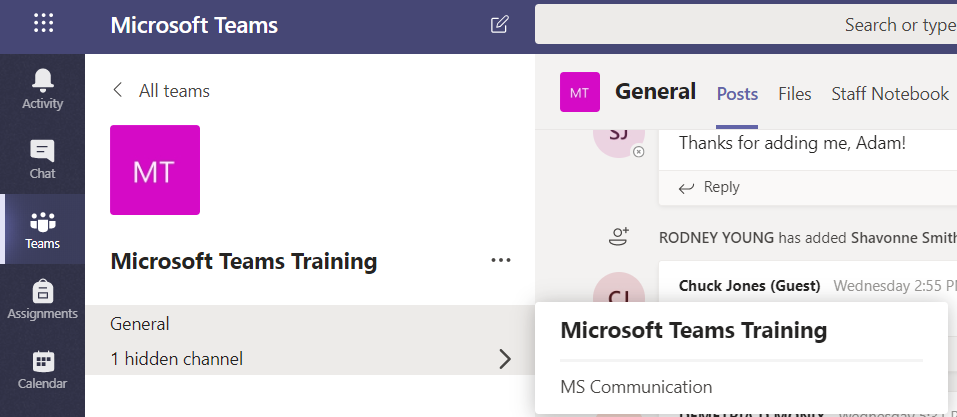 Microsoft Teams
Search or type
Activity
Chat
Teams
Assignments
Calendar
All teams
MT
Microsoft Teams Training
General
1 hidden channel
MT
General Posts Files Staff Notebook
SJ
Thanks for adding me, Adam!
Reply
RODNEY YOUNG has added Shavonne Smith
CJ
Chuck Jones (Guest) Wednesday 2:55 P
Microsoft Teams Training
MS Communication